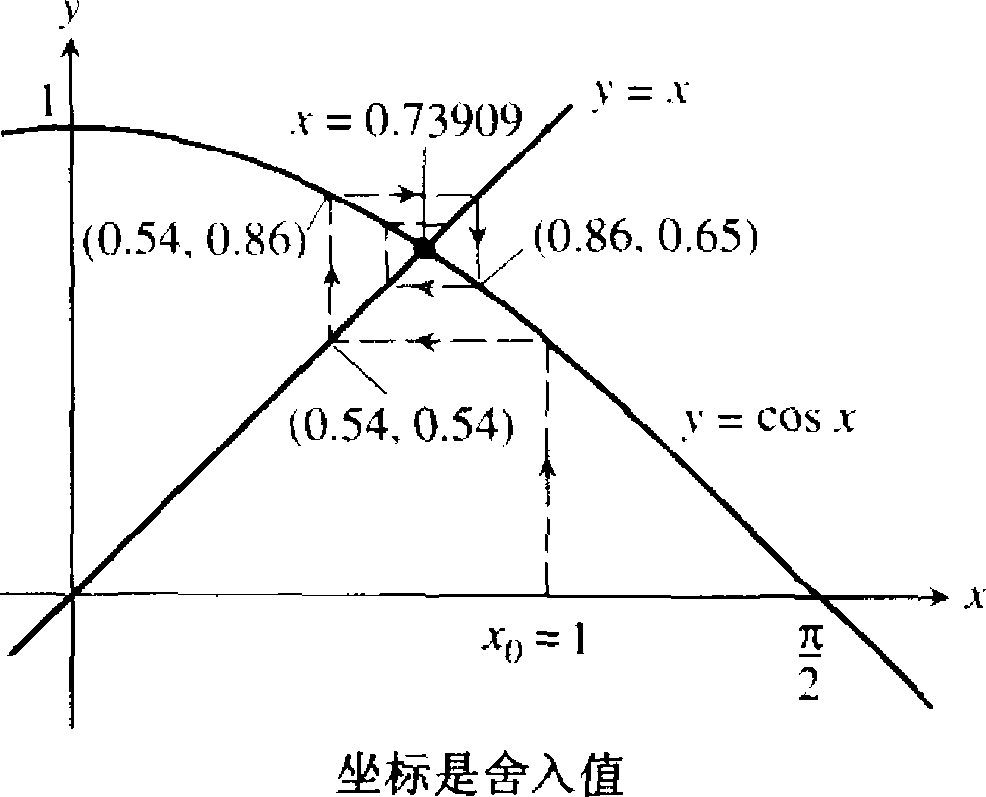 y
1
x = 0.73909
y = x
(0.54, 0.86)
(0.86, 0.65)
(0.54, 0.54)
y = cos x
x
x₀ = 1
π/2
坐标是舍入值